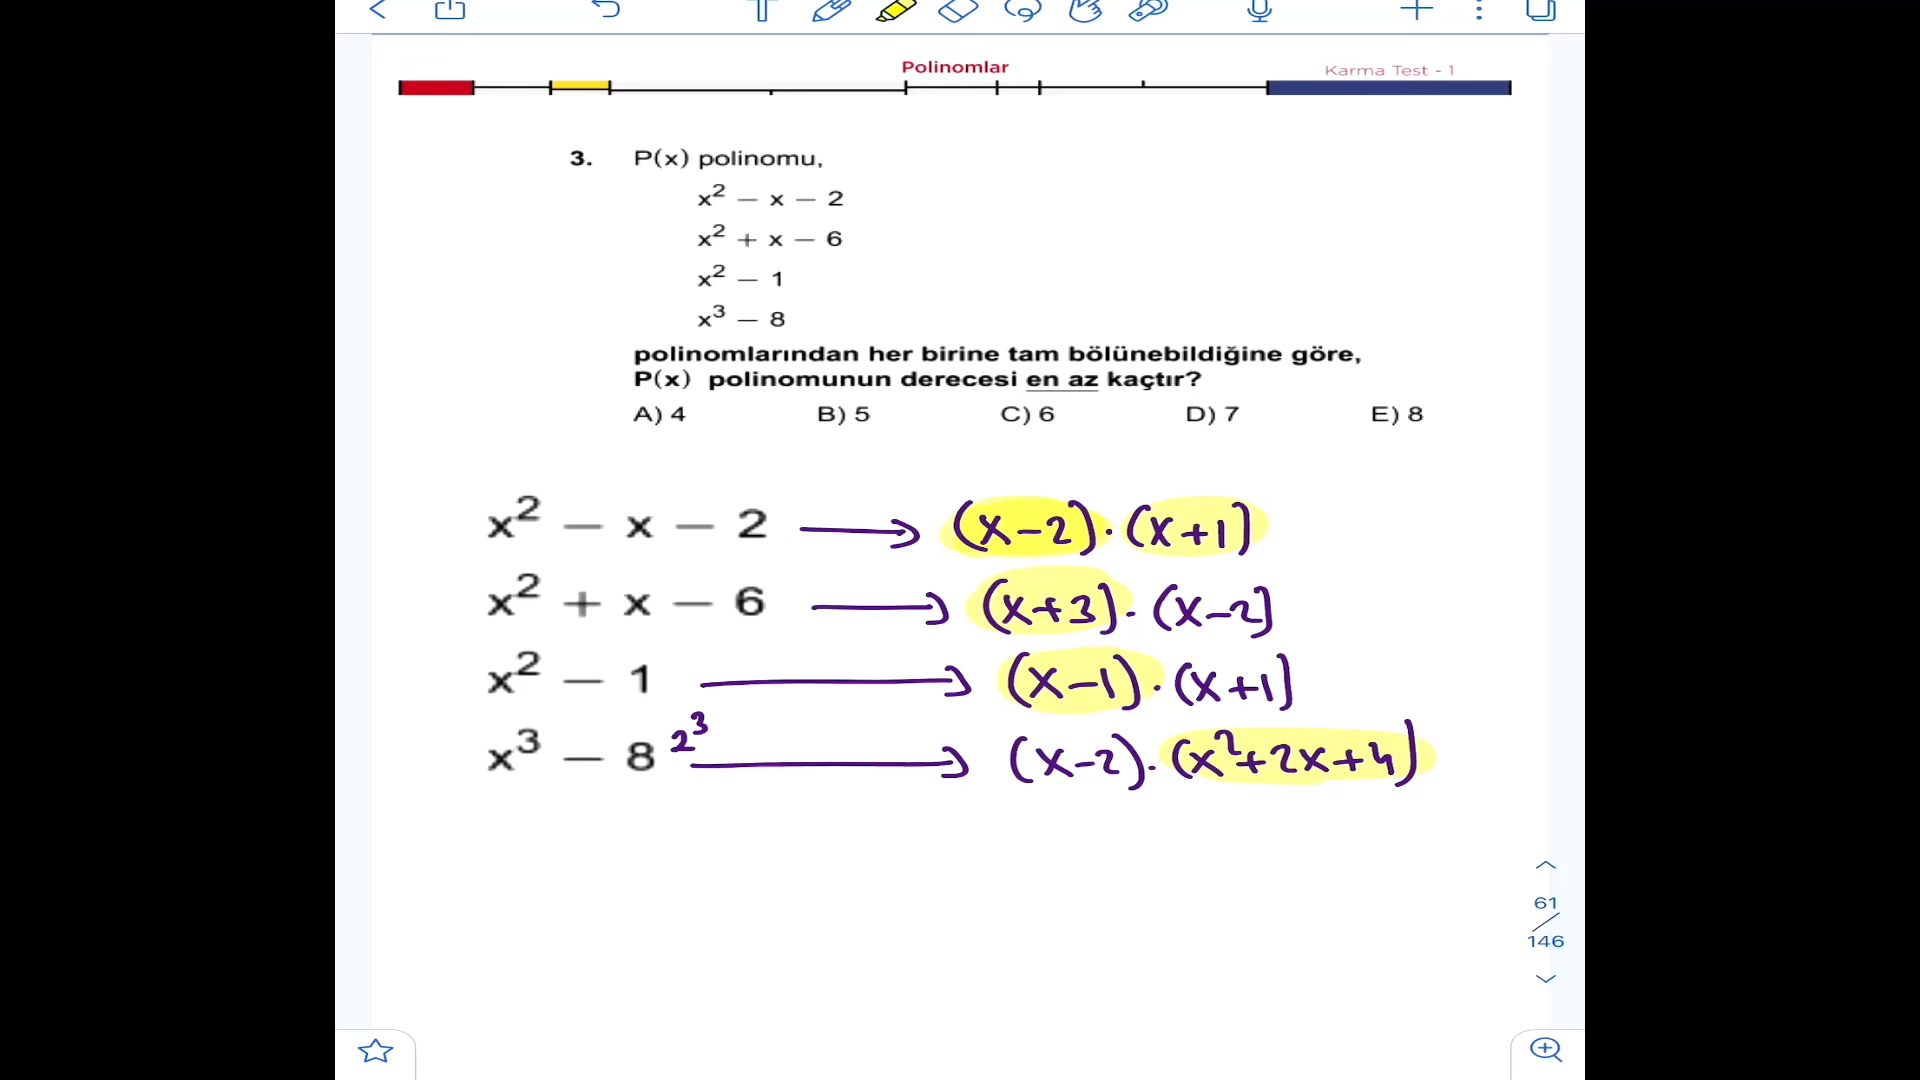 Polinomlar
Karma Test - 1
3. P(x) polinomu,
x² − x − 2
x² + x − 6
x² − 1
x³ − 8
polinomlarından her birine tam bölünebildiğine göre,
P(x) polinomunun derecesi en az kaçtır?
A) 4 B) 5 C) 6 D) 7 E) 8
x² − x − 2 → (x−2)·(x+1)
x² + x − 6 → (x+3)·(x−2)
x² − 1 → (x−1)·(x+1)
x³ − 8 2³ → (x−2)·(x²+2x+4)
61
146